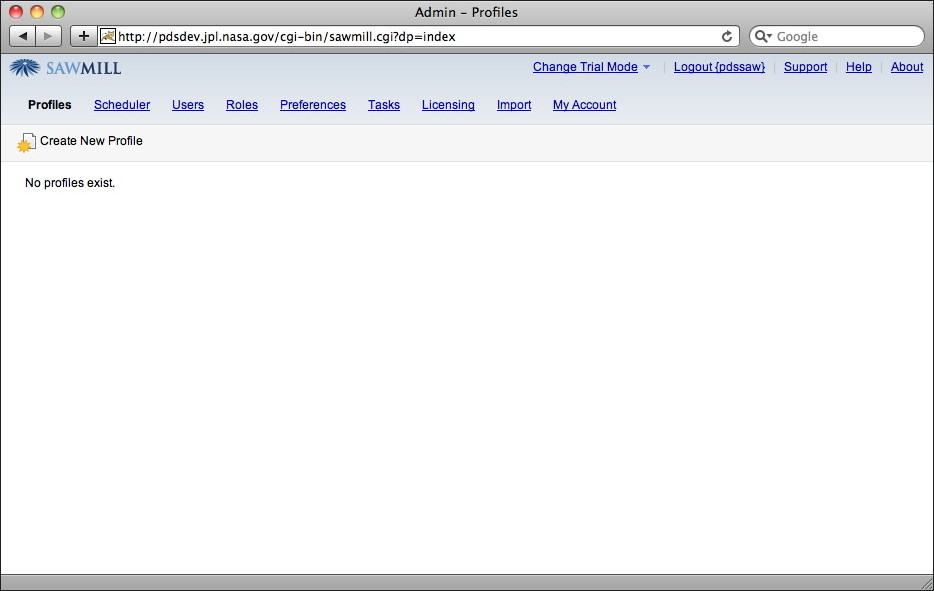 Admin – Profiles
http://pdsdev.jpl.nasa.gov/cgi-bin/sawmill.cgi?dp=index Google
SAWMILL Change Trial Mode Logout {pdssaw} Support Help About
Profiles Scheduler Users Roles Preferences Tasks Licensing Import My Account
Create New Profile
No profiles exist.